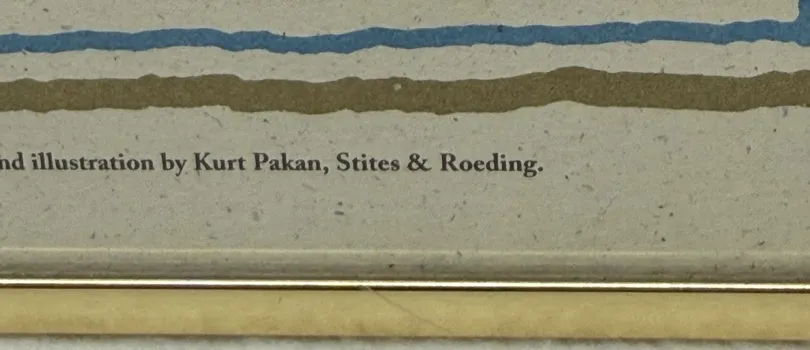 nd illustration by Kurt Pakan, Stites & Roeding.